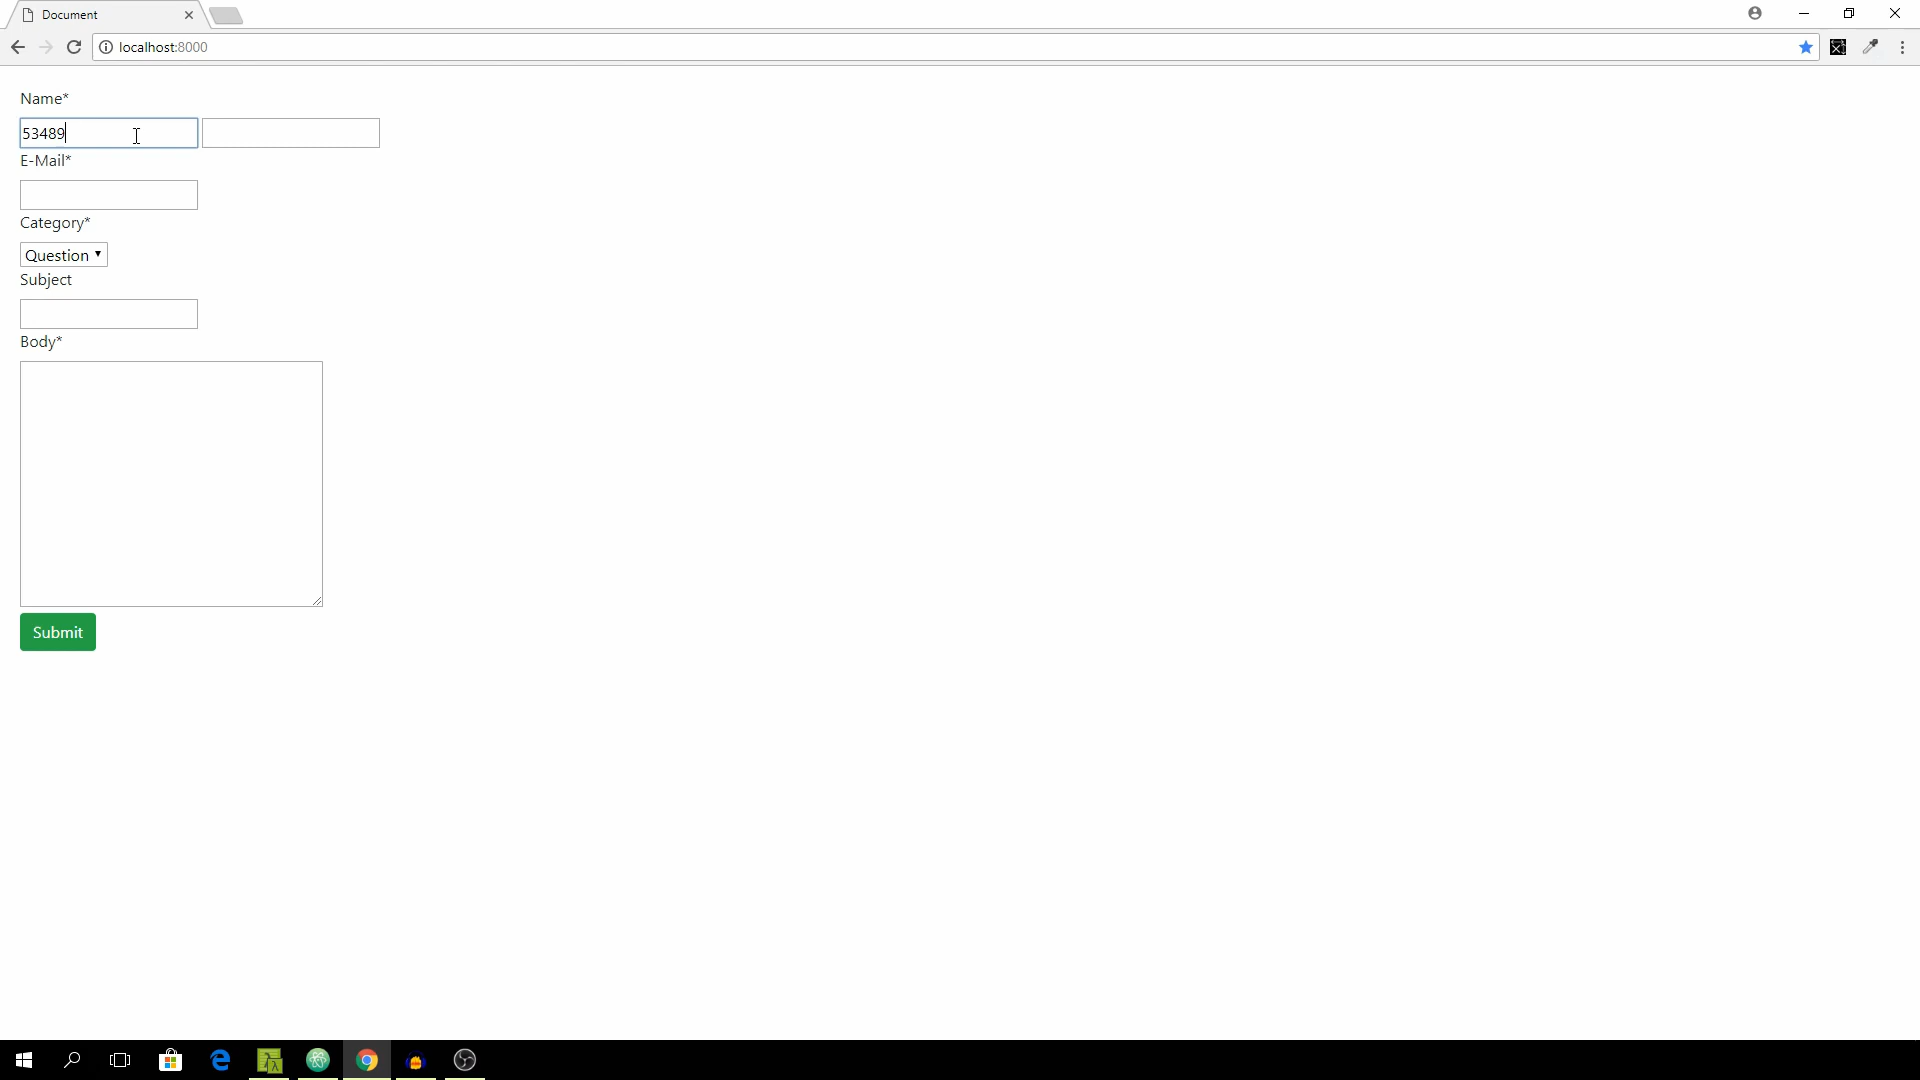 Document
localhost:8000
Name*
53489
E-Mail*
Category*
Question
Subject
Body*
Submit